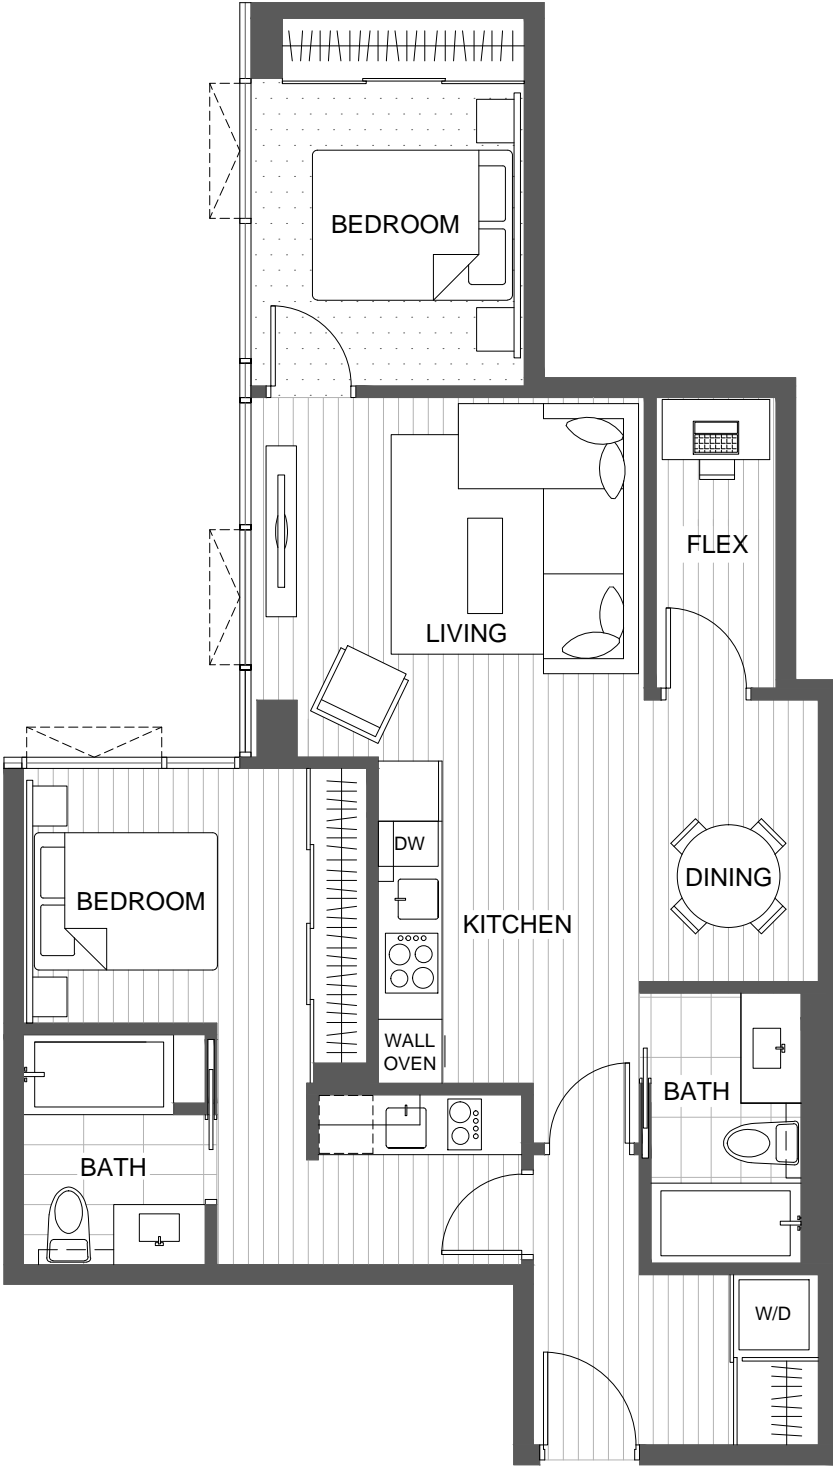 BEDROOM
FLEX
LIVING
DW
DINING
BEDROOM
KITCHEN
WALL
OVEN
BATH
BATH
W/D